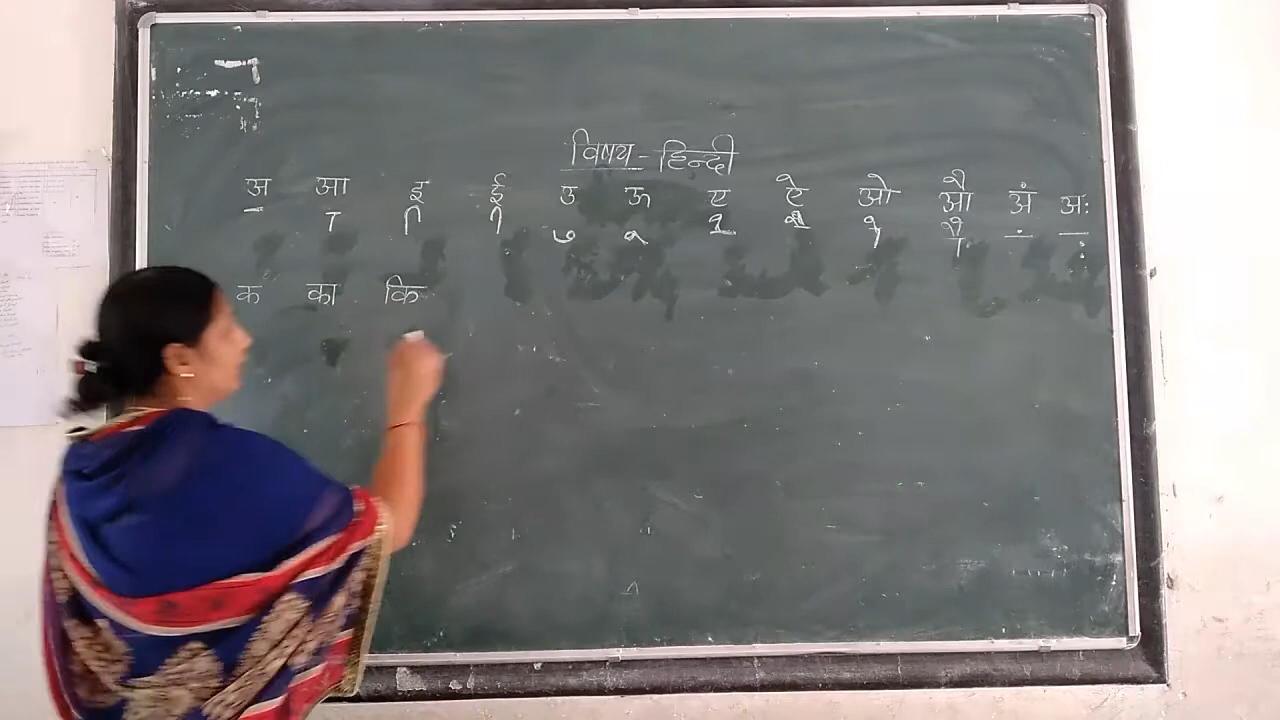 विषय - हिन्दी
अ आ इ ई उ ऊ ए ऐ ओ औ अं अः
– ा ि ी ु ू े ै ो ौ ं ः
क का कि